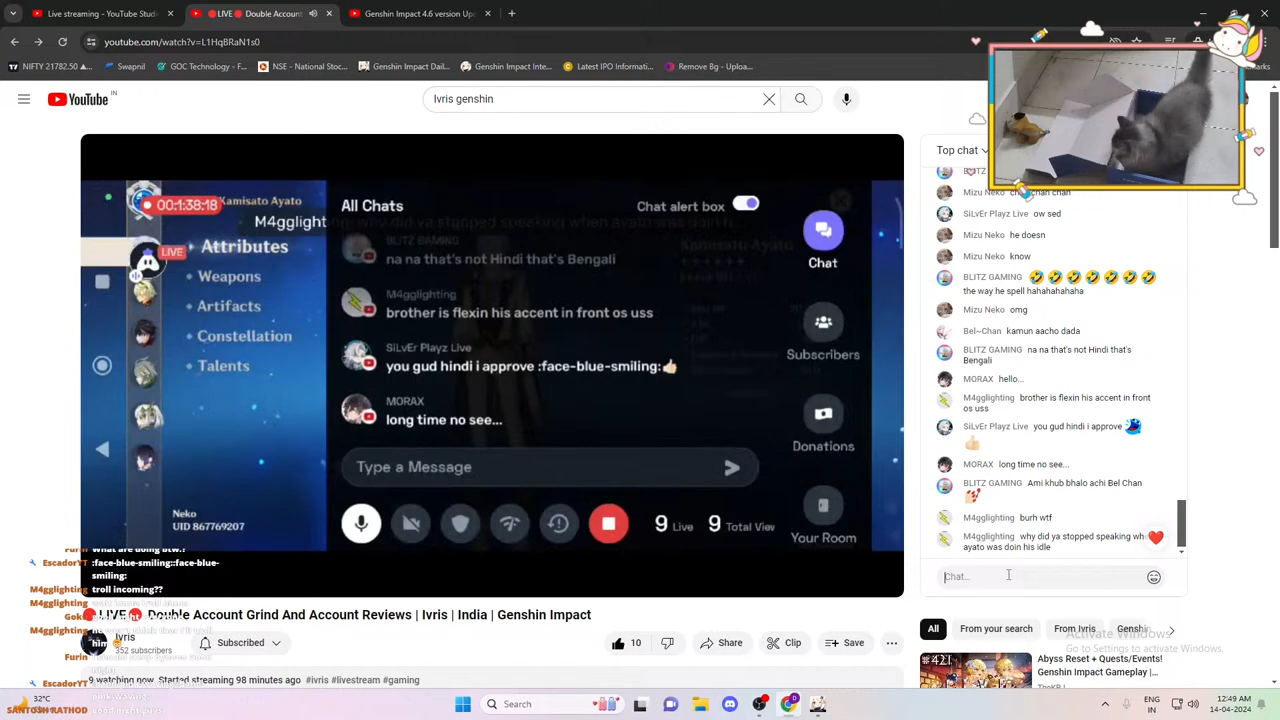 Live streaming - YouTube Stud
LIVE Double Account
Genshin Impact 4.6 version Up
youtube.com/watch?v=L1HqBRaN1s0
NIFTY 21782.50
Swapnil
GOC Technology - F...
NSE - National Stoc...
Genshin Impact Dail...
Genshin Impact Inte...
Latest IPO Informati...
Remove Bg - Uploa...
YouTube IN
Ivris genshin
Top chat
00:1:38:18
Kamisato Aya
M4gglight
Attributes
Weapons
Artifacts
Constellation
Talents
LIVE
Neko
UID 867769207
All Chats
Chat alert box
BLITZ GAMING
na na that's not Hindi that's Bengali
M4gglighting
brother is flexin his accent in front os uss
SiLvEr Playz Live
you gud hindi i approve :face-blue-smiling:👍🏻
MORAX
long time no see...
Type a Message
9 Live 9 Total View
Chat
Subscribers
Donations
Your Room
Mizu Neko
SiLvEr Playz Live ow sed
Mizu Neko he doesn
Mizu Neko know
BLITZ GAMING 🤣🤣🤣🤣🤣🤣🤣
the way he spell hahahahahaha
Mizu Neko omg
Bel~Chan kamun aacho dada
BLITZ GAMING na na that's not Hindi that's
Bengali
MORAX hello...
M4gglighting brother is flexin his accent in front
os uss
SiLvEr Playz Live you gud hindi i approve
👍🏻
MORAX long time no see...
BLITZ GAMING Ami khub bhalo achi Bel Chan
M4gglighting burh wtf
M4gglighting why did ya stopped speaking wh
ayato was doin his idle
Chat...
EscadorYT :face-blue-smiling::face-blue-
smiling:
M4gglighting troll incoming??
M4gglighting
M4gglighting
Furin
EscadorYT
SANTOSH RATHOD
LIVE Double Account Grind And Account Reviews | Ivris | India | Genshin Impact
Ivris
352 subscribers
Subscribed
10
Share
Clip
Save
9 watching now Started streaming 98 minutes ago #ivris #livestream #gaming
All
From your search
From Ivris
Genshin
Activate Windows
Go to Settings to activate Windows.
#421
Abyss Reset + Quests/Events!
Genshin Impact Gameplay |...
32°C
Search
ENG
IN
12:49 AM
14-04-2024